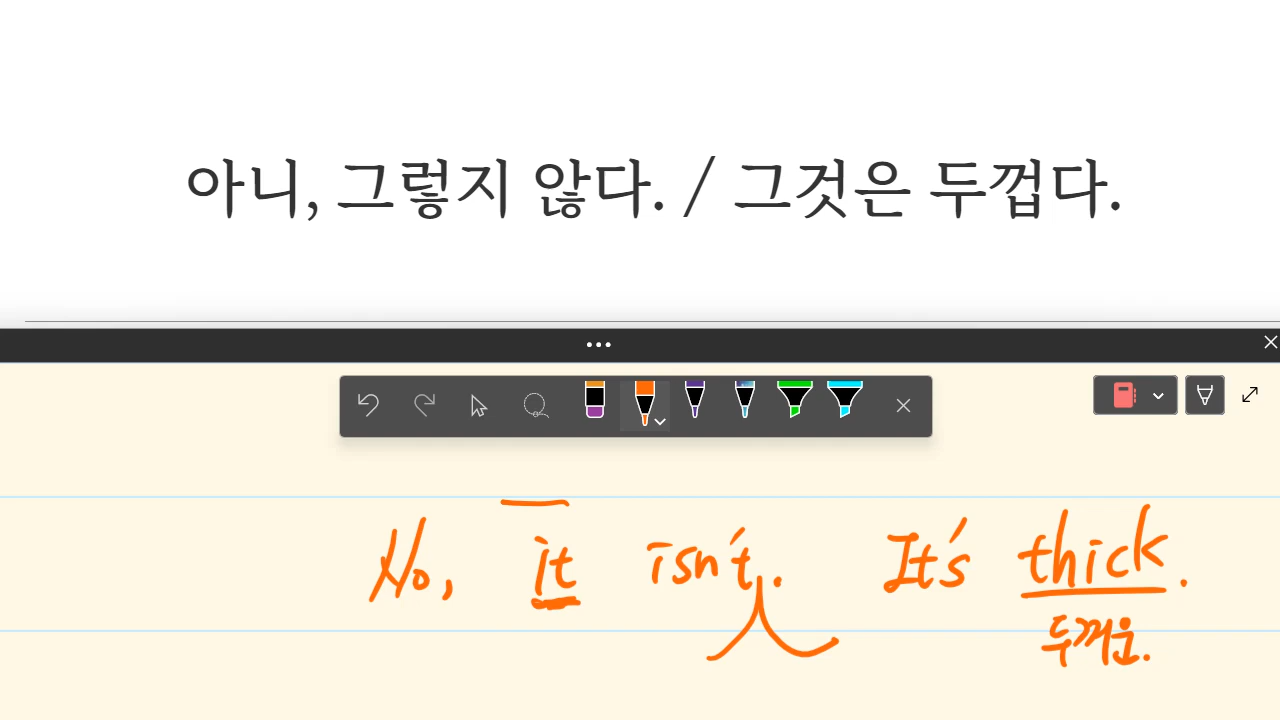 아니, 그렇지 않다. / 그것은 두껍다.
No, it isn't. It's thick.
두꺼운.